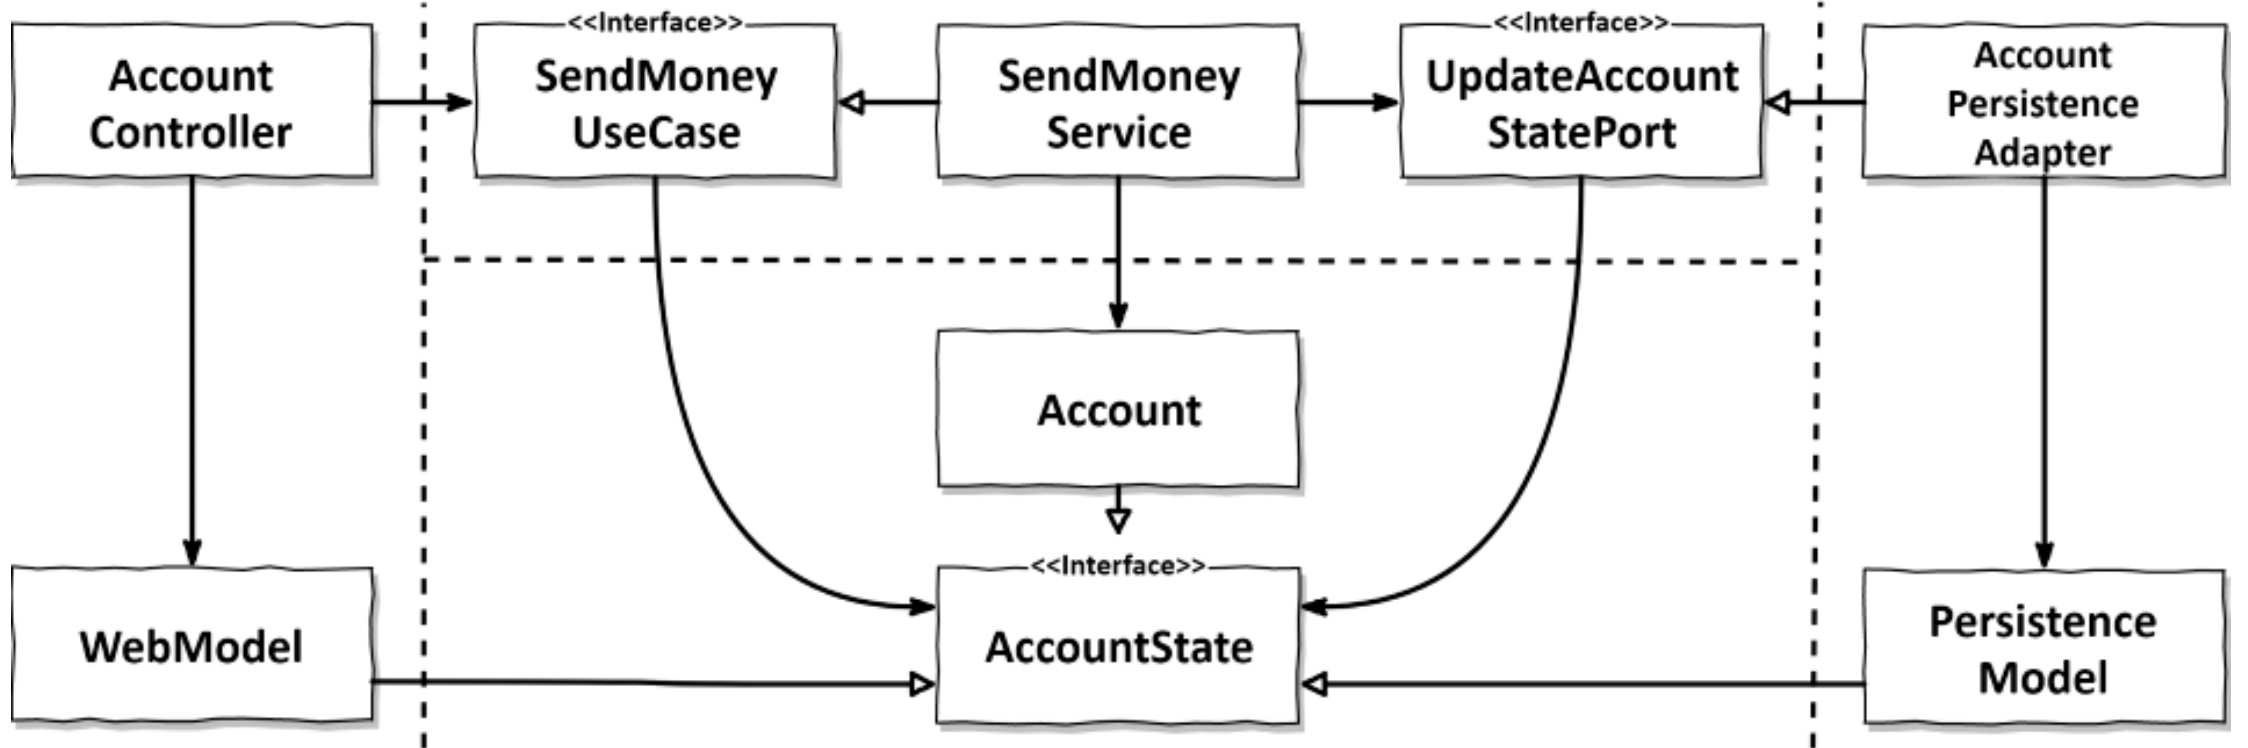 Account
Controller
<<Interface>>
SendMoney
UseCase
SendMoney
Service
<<Interface>>
UpdateAccount
StatePort
Account
Persistence
Adapter
Account
WebModel
<<Interface>>
AccountState
Persistence
Model